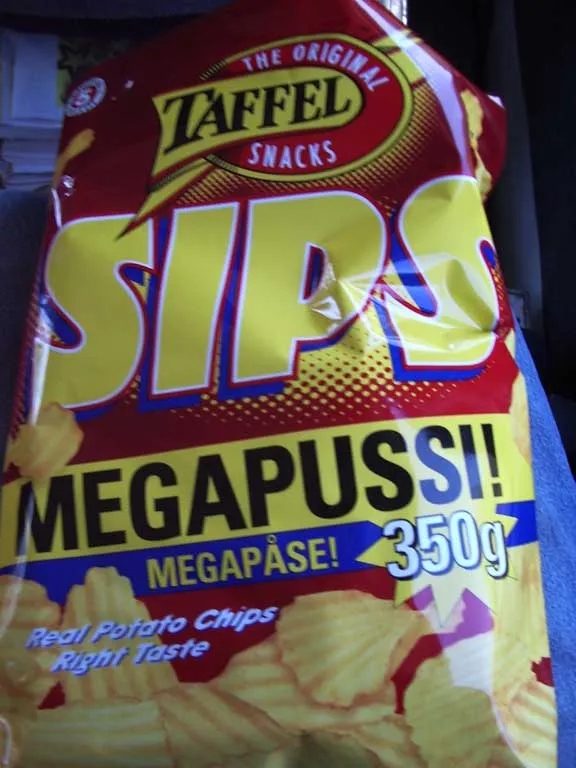 THE ORIGINAL
TAFFEL
SNACKS
SIPS
MEGAPUSSI!
MEGAPÅSE!
350g
Real Potato Chips
Right Taste